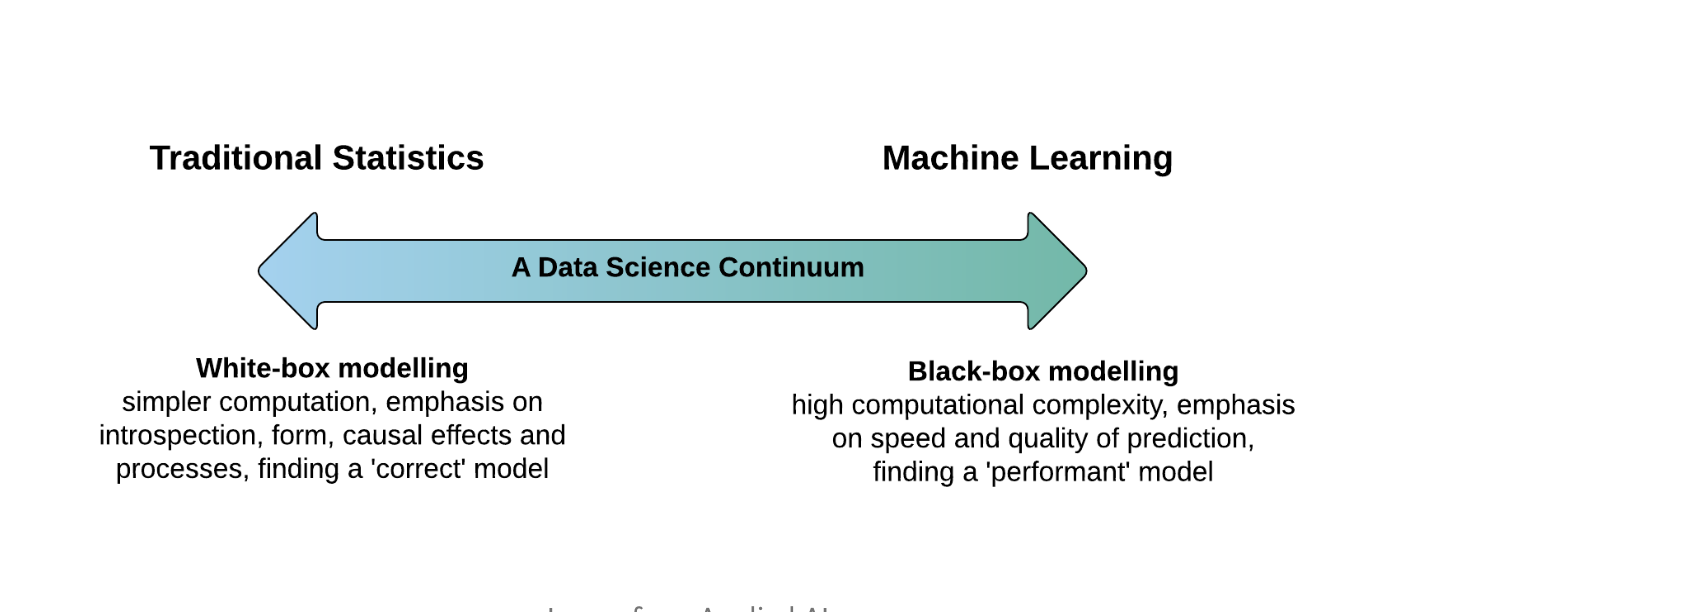 Traditional Statistics
Machine Learning
A Data Science Continuum
White-box modelling
simpler computation, emphasis on
introspection, form, causal effects and
processes, finding a 'correct' model
Black-box modelling
high computational complexity, emphasis
on speed and quality of prediction,
finding a 'performant' model